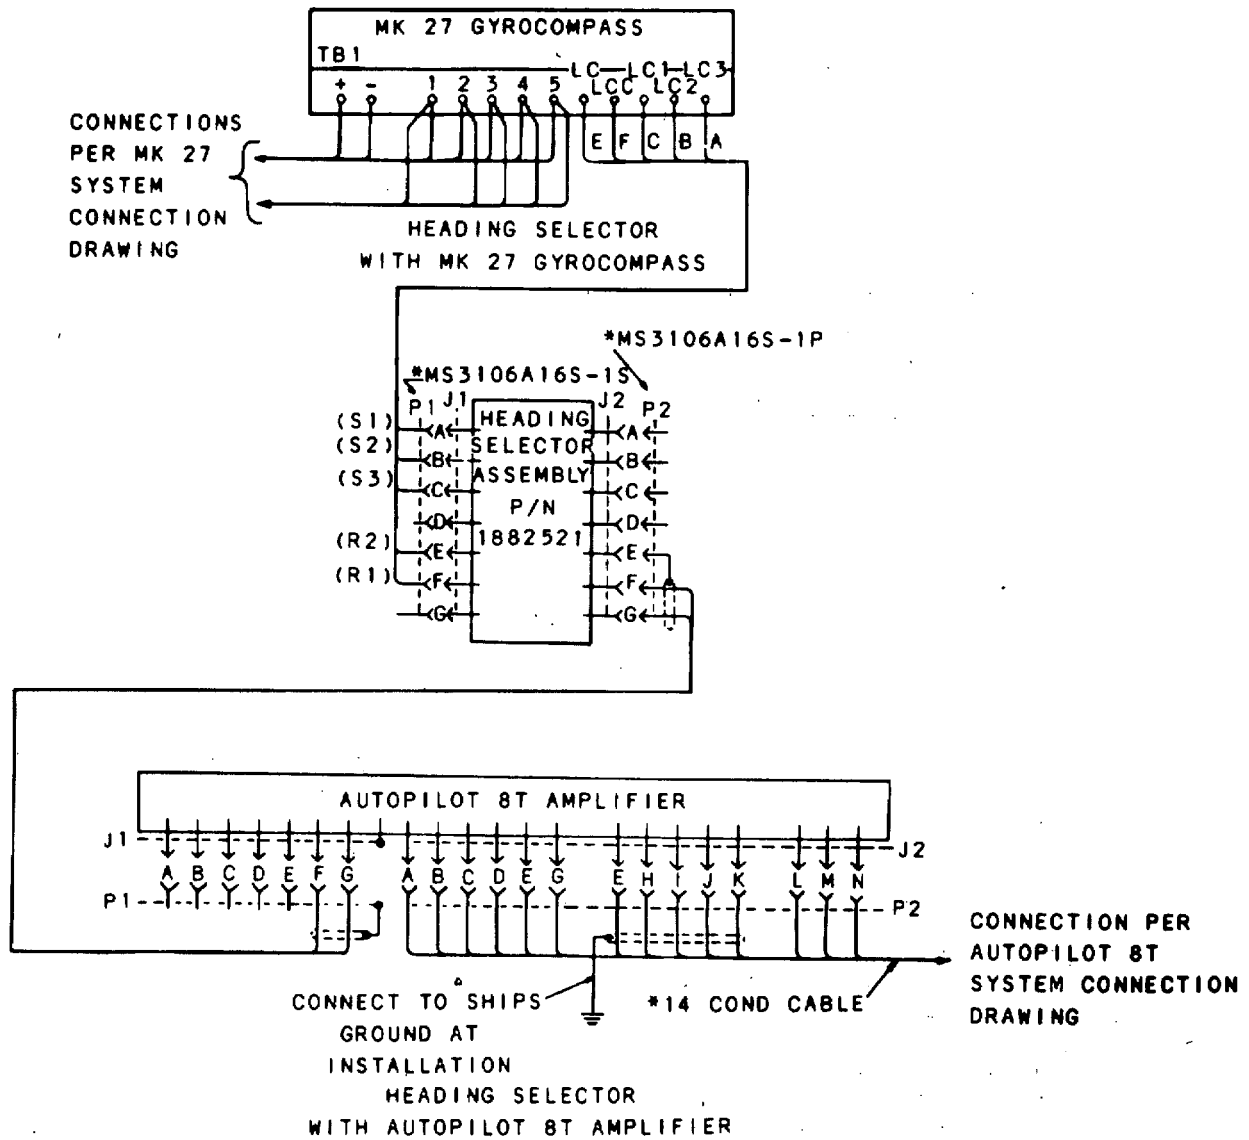 MK 27 GYROCOMPASS
TB1
LC LC1 LC3
LCC LC2
+ - 1 2 3 4 5
E F C B A
CONNECTIONS
PER MK 27
SYSTEM
CONNECTION
DRAWING
HEADING SELECTOR
WITH MK 27 GYROCOMPASS
*MS3106A16S-1P
*MS3106A16S-1S
P1 J1 J2 P2
HEADING
SELECTOR
ASSEMBLY
P/N
1882521
(S1) A A
(S2) B B
(S3) C C
D D
(R2) E E
(R1) F F
G G
AUTOPILOT 8T AMPLIFIER
J1 J2
A B C D E F G A B C D E G E H I J K L M N
P1 P2
CONNECTION PER
AUTOPILOT 8T
SYSTEM CONNECTION
DRAWING
CONNECT TO SHIPS
GROUND AT
INSTALLATION
*14 COND CABLE
HEADING SELECTOR
WITH AUTOPILOT 8T AMPLIFIER